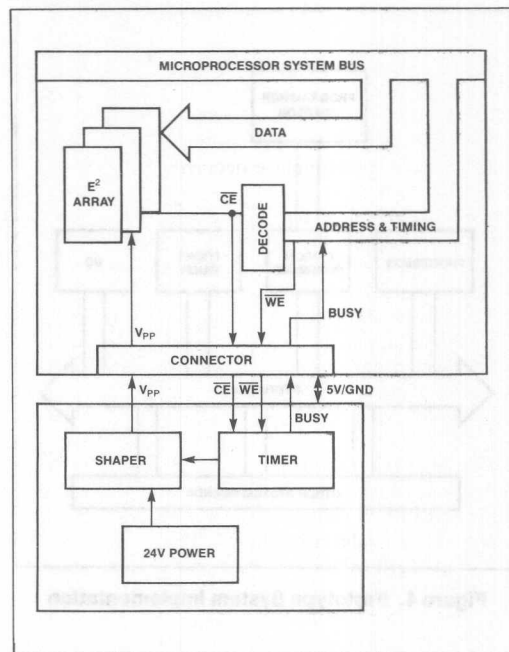 MICROPROCESSOR SYSTEM BUS
DATA
E²
ARRAY
CE
DECODE
ADDRESS & TIMING
WE
BUSY
VPP
CONNECTOR
VPP
CE
WE
5V/GND
BUSY
SHAPER
TIMER
24V POWER